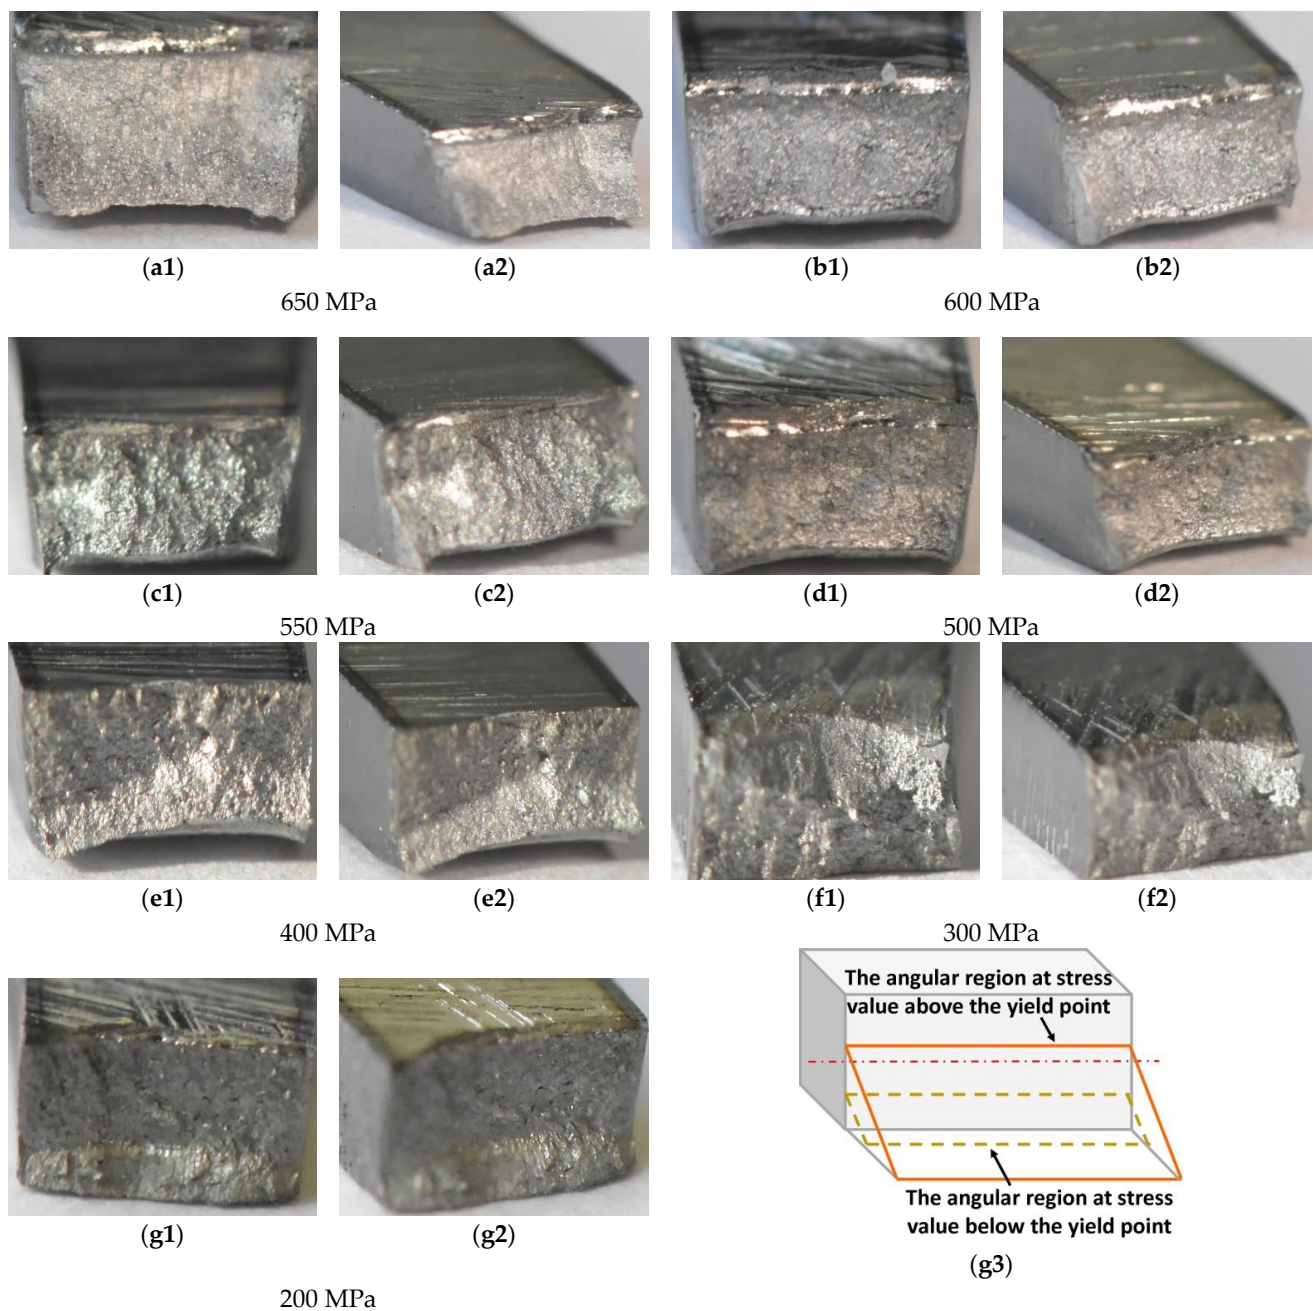 (a1)
(a2)
(b1)
(b2)
650 MPa
600 MPa
(c1)
(c2)
(d1)
(d2)
550 MPa
500 MPa
(e1)
(e2)
(f1)
(f2)
400 MPa
300 MPa
The angular region at stress
value above the yield point
The angular region at stress
value below the yield point
(g1)
(g2)
(g3)
200 MPa